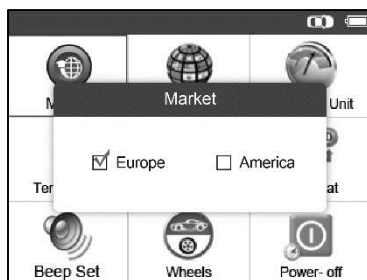 Market
Unit
Europe
America
Beep Set
Wheels
Power- off